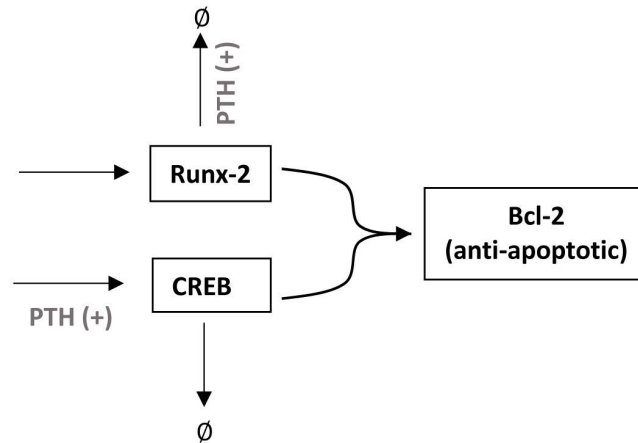 Ø
PTH (+)
Runx-2
Bcl-2
(anti-apoptotic)
CREB
PTH (+)
Ø